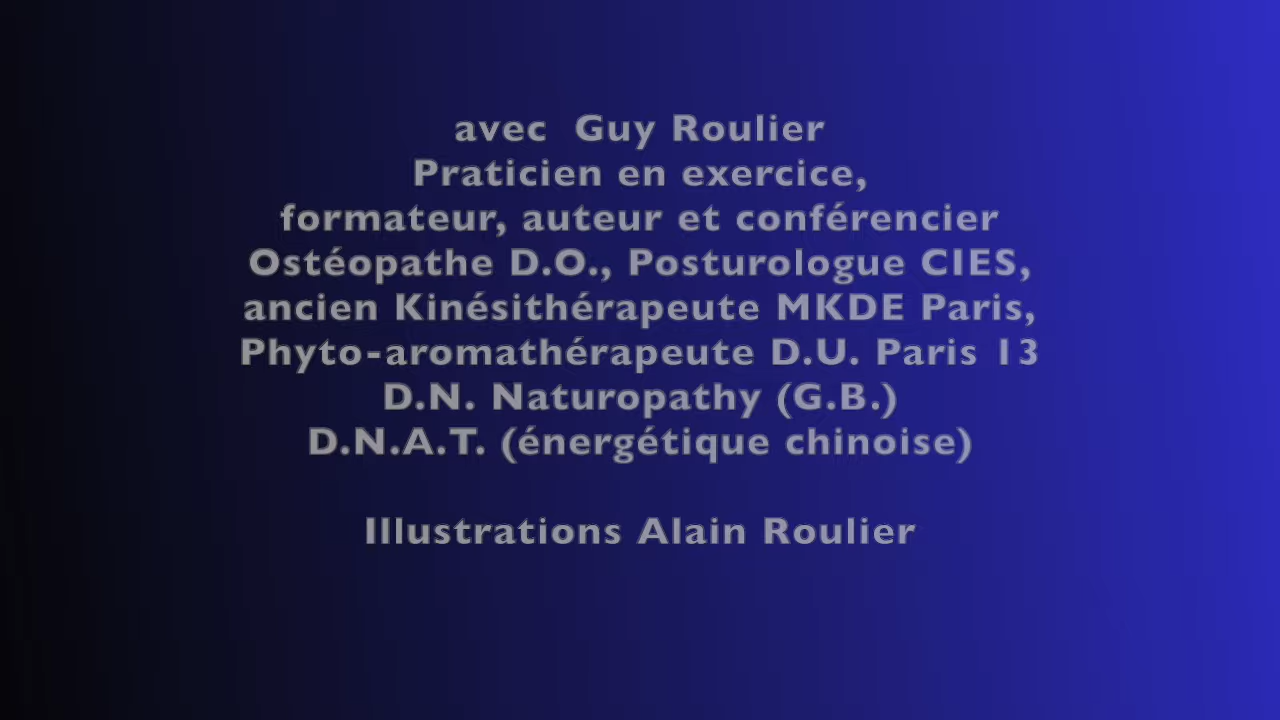 avec  Guy Roulier
Praticien en exercice,
formateur, auteur et conférencier
Ostéopathe D.O., Posturologue CIES,
ancien Kinésithérapeute MKDE Paris,
Phyto-aromathérapeute D.U. Paris 13
D.N. Naturopathy (G.B.)
D.N.A.T. (énergétique chinoise)
Illustrations Alain Roulier